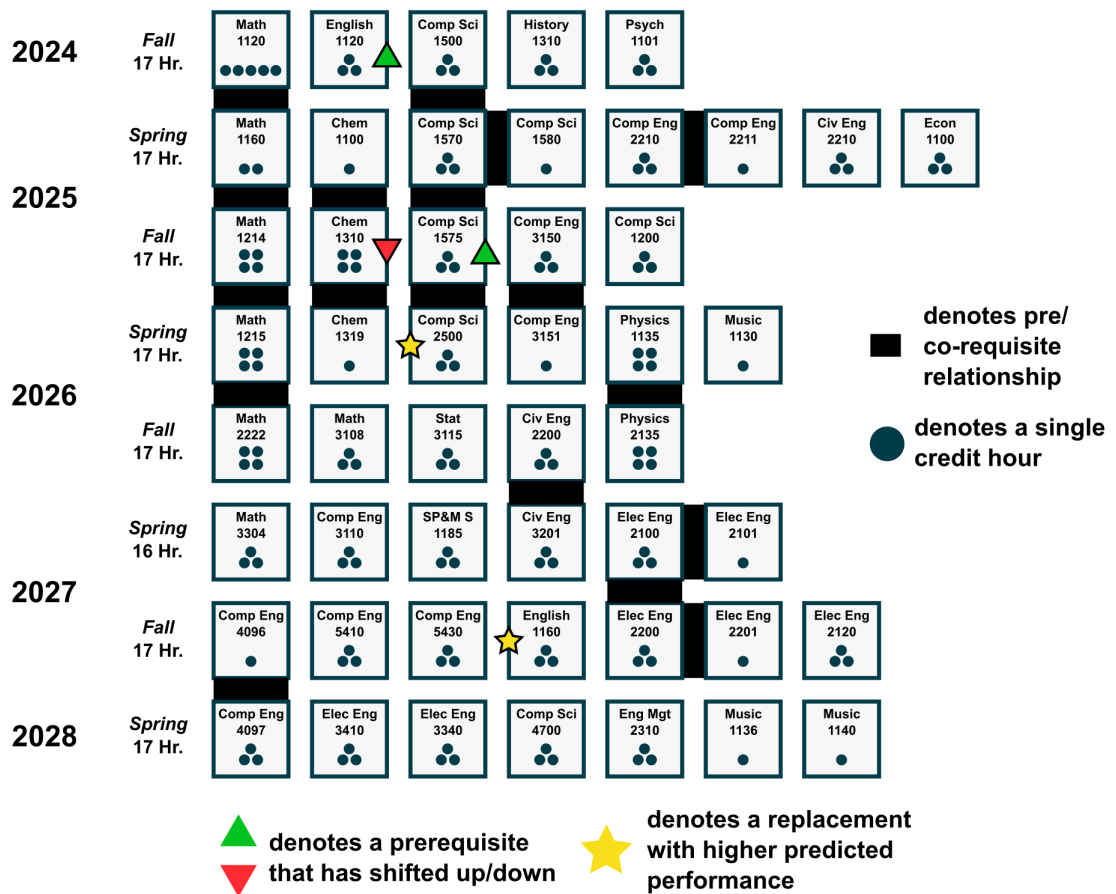 2024
Fall
17 Hr.
Math
1120
English
1120
Comp Sci
1500
History
1310
Psych
1101
Spring
17 Hr.
Math
1160
Chem
1100
Comp Sci
1570
Comp Sci
1580
Comp Eng
2210
Comp Eng
2211
Civ Eng
2210
Econ
1100
2025
Fall
17 Hr.
Math
1214
Chem
1310
Comp Sci
1575
Comp Eng
3150
Comp Sci
1200
Spring
17 Hr.
Math
1215
Chem
1319
Comp Sci
2500
Comp Eng
3151
Physics
1135
Music
1130
2026
Fall
17 Hr.
Math
2222
Math
3108
Stat
3115
Civ Eng
2200
Physics
2135
Spring
16 Hr.
Math
3304
Comp Eng
3110
SP&M S
1185
Civ Eng
3201
Elec Eng
2100
Elec Eng
2101
2027
Fall
17 Hr.
Comp Eng
4096
Comp Eng
5410
Comp Eng
5430
English
1160
Elec Eng
2200
Elec Eng
2201
Elec Eng
2120
2028
Spring
17 Hr.
Comp Eng
4097
Elec Eng
3410
Elec Eng
3340
Comp Sci
4700
Eng Mgt
2310
Music
1136
Music
1140
denotes pre/
co-requisite
relationship
denotes a single
credit hour
denotes a prerequisite
that has shifted up/down
denotes a replacement
with higher predicted
performance